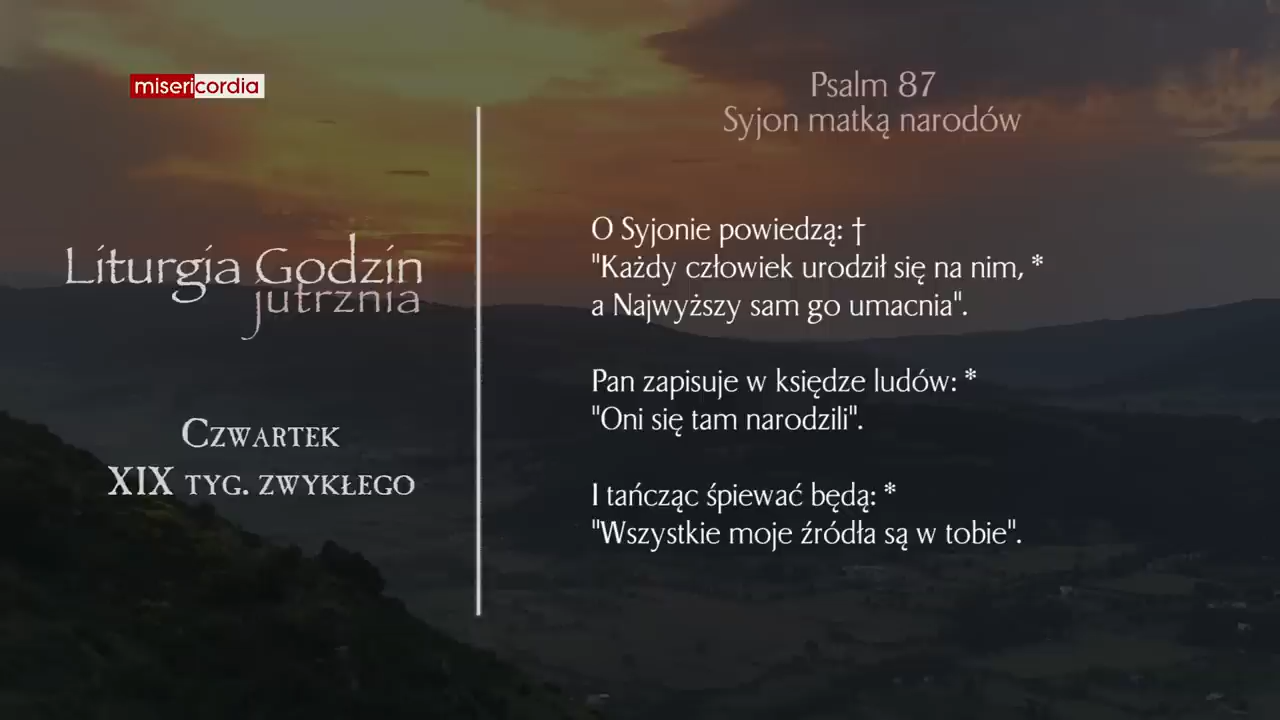 misericordia
Liturgia Godzin
jutrznia
Czwartek
XIX tyg. zwykłego
Psalm 87
Syjon matką narodów
O Syjonie powiedzą: †
"Każdy człowiek urodził się na nim, *
a Najwyższy sam go umacnia".
Pan zapisuje w księdze ludów: *
"Oni się tam narodzili".
I tańcząc śpiewać będą: *
"Wszystkie moje źródła są w tobie".